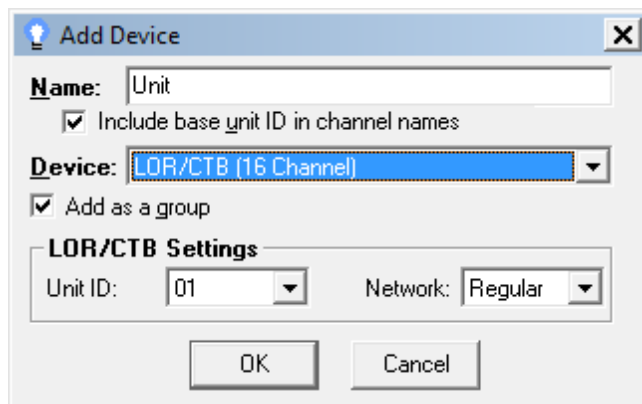 Add Device
Name: Unit
Include base unit ID in channel names
Device: LOR/CTB (16 Channel)
Add as a group
LOR/CTB Settings
Unit ID: 01 Network: Regular
OK Cancel